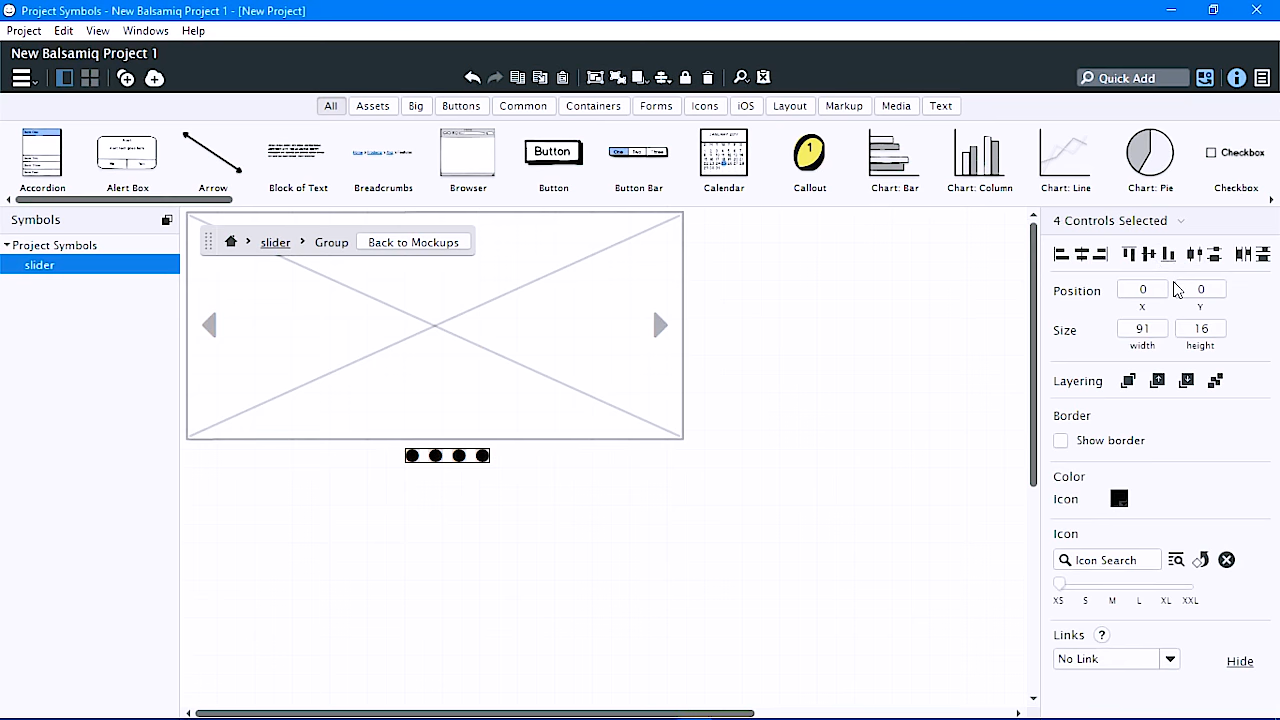 Project Symbols - New Balsamiq Project 1 - [New Project]
Project Edit View Windows Help
New Balsamiq Project 1
Quick Add
All Assets Big Buttons Common Containers Forms Icons iOS Layout Markup Media Text
Button
One Two Three
1
Checkbox
Accordion Alert Box Arrow Block of Text Breadcrumbs Browser Button Button Bar Calendar Callout Chart: Bar Chart: Column Chart: Line Chart: Pie Checkbox
Symbols
Project Symbols
slider
slider Group Back to Mockups
4 Controls Selected
Position 0 0
X Y
Size 91 16
width height
Layering
Border
Show border
Color
Icon
Icon
Icon Search
XS S M L XL XXL
Links ?
No Link Hide